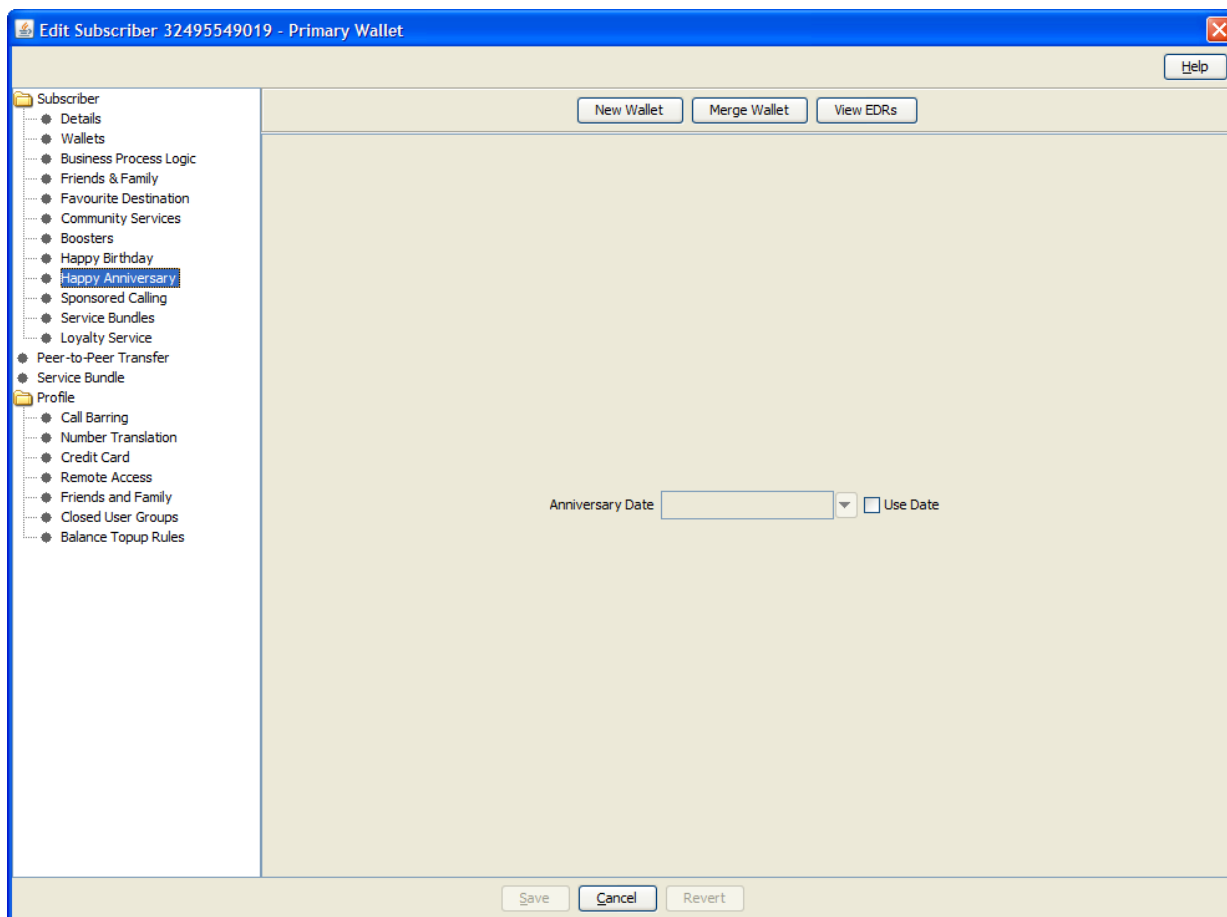 Edit Subscriber 32495549019 - Primary Wallet
Help
New Wallet Merge Wallet View EDRs
Subscriber
Details
Wallets
Business Process Logic
Friends & Family
Favourite Destination
Community Services
Boosters
Happy Birthday
Happy Anniversary
Sponsored Calling
Service Bundles
Loyalty Service
Peer-to-Peer Transfer
Service Bundle
Profile
Call Barring
Number Translation
Credit Card
Remote Access
Friends and Family
Closed User Groups
Balance Topup Rules
Anniversary Date Use Date
Save Cancel Revert